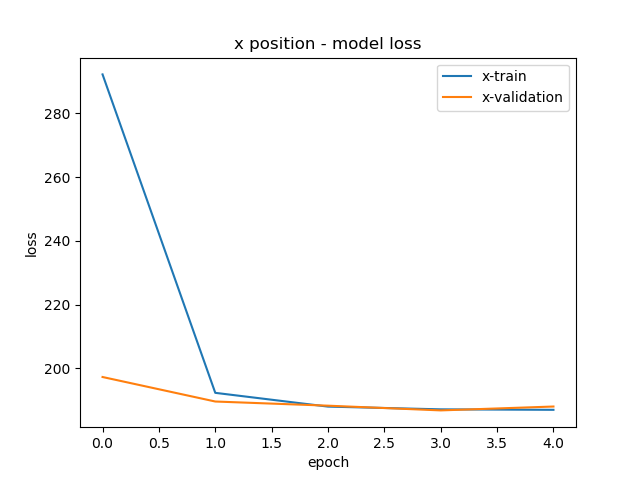 x position - model loss
x-train
x-validation
280
260
240
220
200
loss
0.0 0.5 1.0 1.5 2.0 2.5 3.0 3.5 4.0
epoch